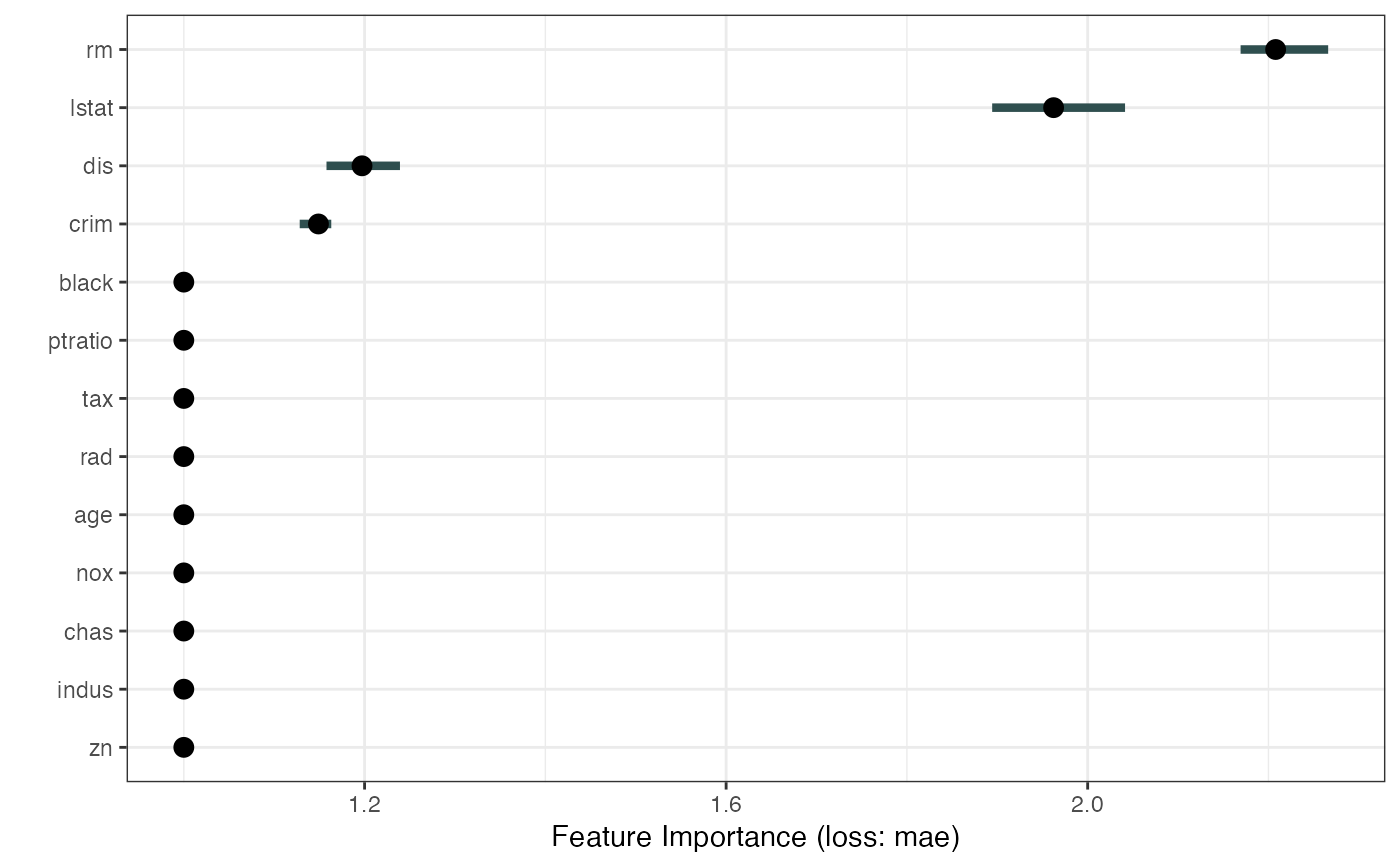 rm
lstat
dis
crim
black
ptratio
tax
rad
age
nox
chas
indus
zn
1.2 1.6 2.0
Feature Importance (loss: mae)